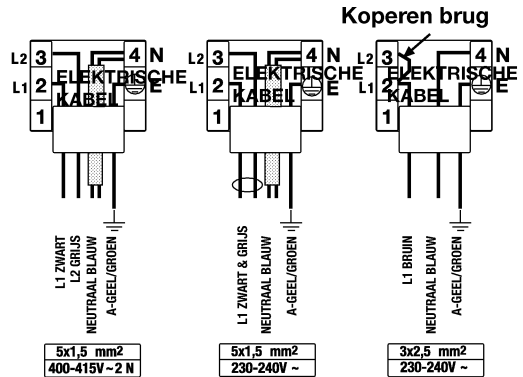 Koperen brug
L2 3 4 N
ELEKTRISCHE
L1 2 E
KABEL
1
L2 3 4 N
ELEKTRISCHE
L1 2 E
KABEL
1
L2 3 4 N
ELEKTRISCHE
L1 2 E
KABEL
1
L1 ZWART
L2 GRIJS
NEUTRAAL BLAUW
A-GEEL/GROEN
L1 ZWART & GRIJS
NEUTRAAL BLAUW
A-GEEL/GROEN
L1 BRUIN
NEUTRAAL BLAUW
A-GEEL/GROEN
5x1,5 mm2
400-415V~2 N
5x1,5 mm2
230-240V ~
3x2,5 mm2
230-240V ~